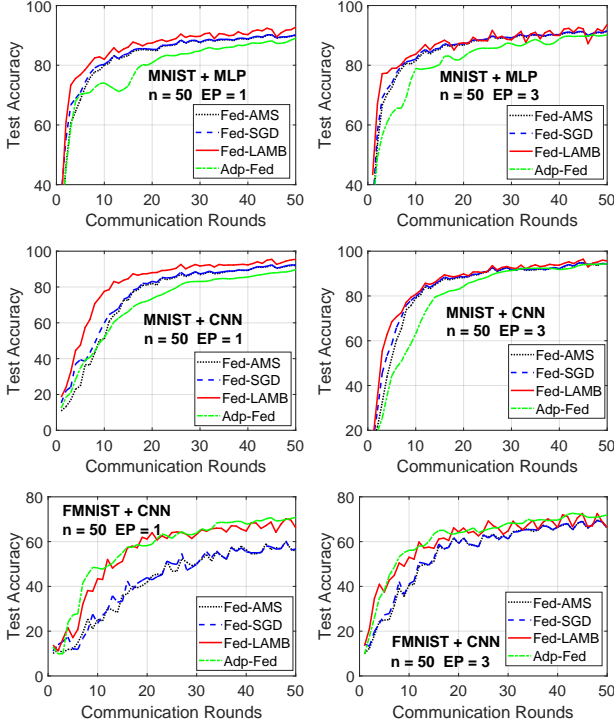 100
80
60
40
Test Accuracy
MNIST + MLP
n = 50 EP = 1
Fed-AMS
Fed-SGD
Fed-LAMB
Adp-Fed
0 10 20 30 40 50
Communication Rounds
100
80
60
40
Test Accuracy
MNIST + MLP
n = 50 EP = 3
Fed-AMS
Fed-SGD
Fed-LAMB
Adp-Fed
0 10 20 30 40 50
Communication Rounds
100
80
60
40
20
0
Test Accuracy
MNIST + CNN
n = 50 EP = 1
Fed-AMS
Fed-SGD
Fed-LAMB
Adp-Fed
0 10 20 30 40 50
Communication Rounds
100
80
60
40
20
Test Accuracy
MNIST + CNN
n = 50 EP = 3
Fed-AMS
Fed-SGD
Fed-LAMB
Adp-Fed
0 10 20 30 40 50
Communication Rounds
80
60
40
20
0
Test Accuracy
FMNIST + CNN
n = 50 EP = 1
Fed-AMS
Fed-SGD
Fed-LAMB
Adp-Fed
0 10 20 30 40 50
Communication Rounds
80
60
40
20
0
Test Accuracy
Fed-AMS
Fed-SGD
Fed-LAMB
Adp-Fed
FMNIST + CNN
n = 50 EP = 3
0 10 20 30 40 50
Communication Rounds